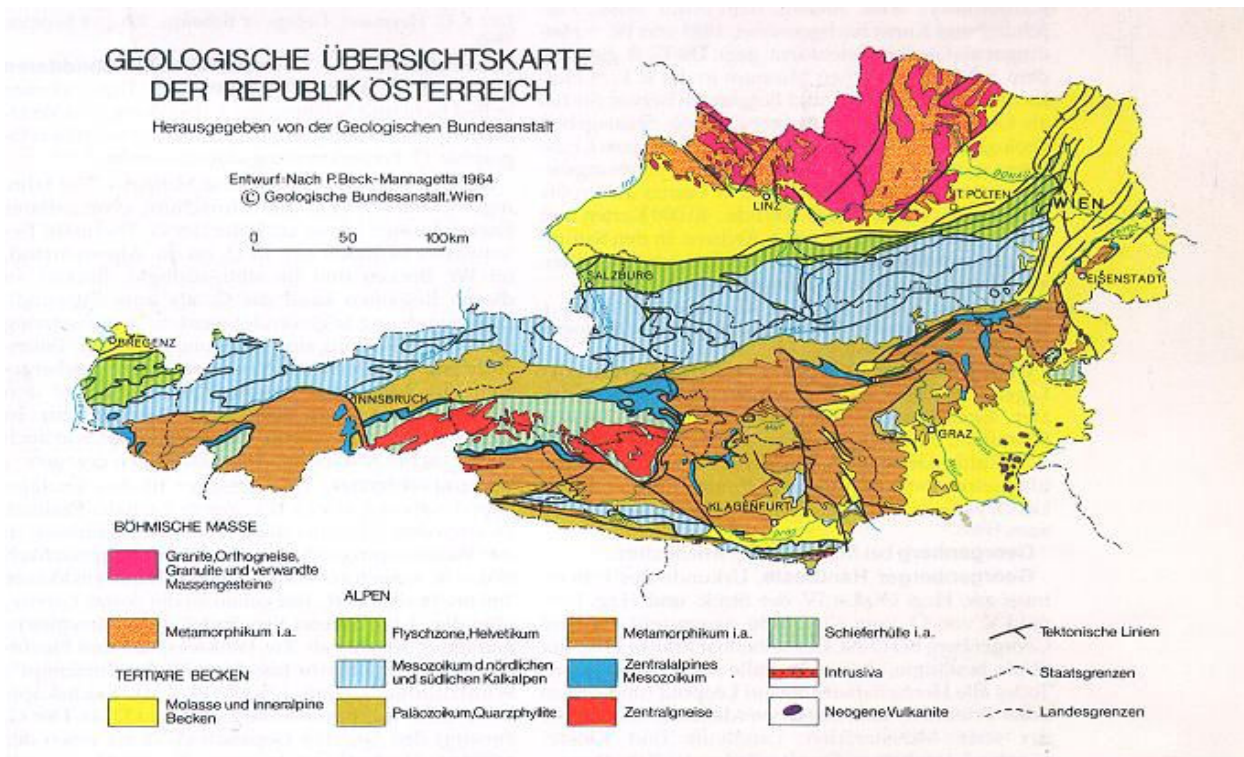 GEOLOGISCHE ÜBERSICHTSKARTE
DER REPUBLIK ÖSTERREICH
Herausgegeben von der Geologischen Bundesanstalt
Entwurf: Nach P. Beck-Mannagetta 1964
© Geologische Bundesanstalt, Wien
0 50 100km
DONAU
LINZ
ST. PÖLTEN
WIEN
SALZBURG
EISENSTADT
BREGENZ
INNSBRUCK
GRAZ
KLAGENFURT
BÖHMISCHE MASSE
Granite, Orthogneise,
Granulite und verwandte
Massengesteine
Metamorphikum i.a.
TERTIÄRE BECKEN
Molasse und inneralpine
Becken
ALPEN
Flyschzone, Helvetikum
Mesozoikum d. nördlichen
und südlichen Kalkalpen
Paläozoikum, Quarzphyllite
Metamorphikum i.a.
Zentralalpines
Mesozoikum
Zentralgneise
Schieferhülle i.a.
Intrusiva
Neogene Vulkanite
Tektonische Linien
Staatsgrenzen
Landesgrenzen